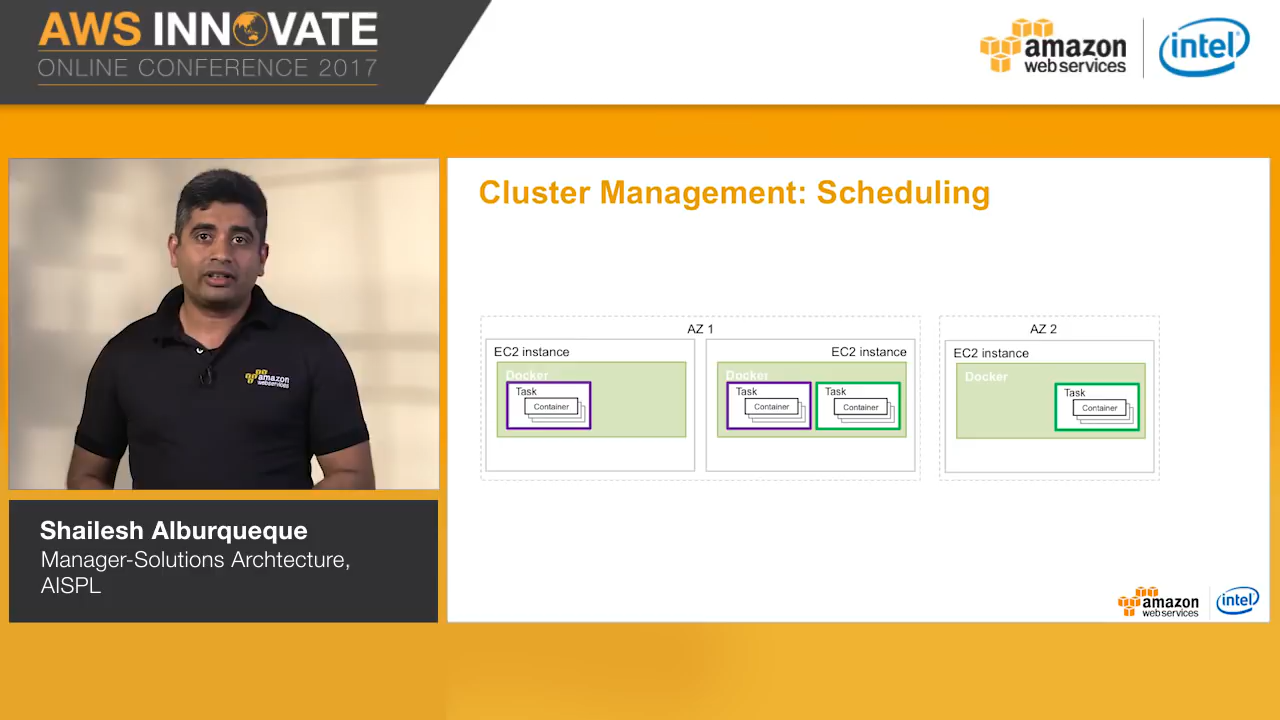 AWS INNOVATE
ONLINE CONFERENCE 2017
amazon
web services
intel
Cluster Management: Scheduling
AZ 1
AZ 2
EC2 instance
EC2 instance
EC2 instance
Docker
Docker
Docker
Task
Task
Task
Task
Container
Container
Container
Container
amazon
webservices
Shailesh Alburqueque
Manager-Solutions Archtecture,
AISPL
amazon
webservices
intel